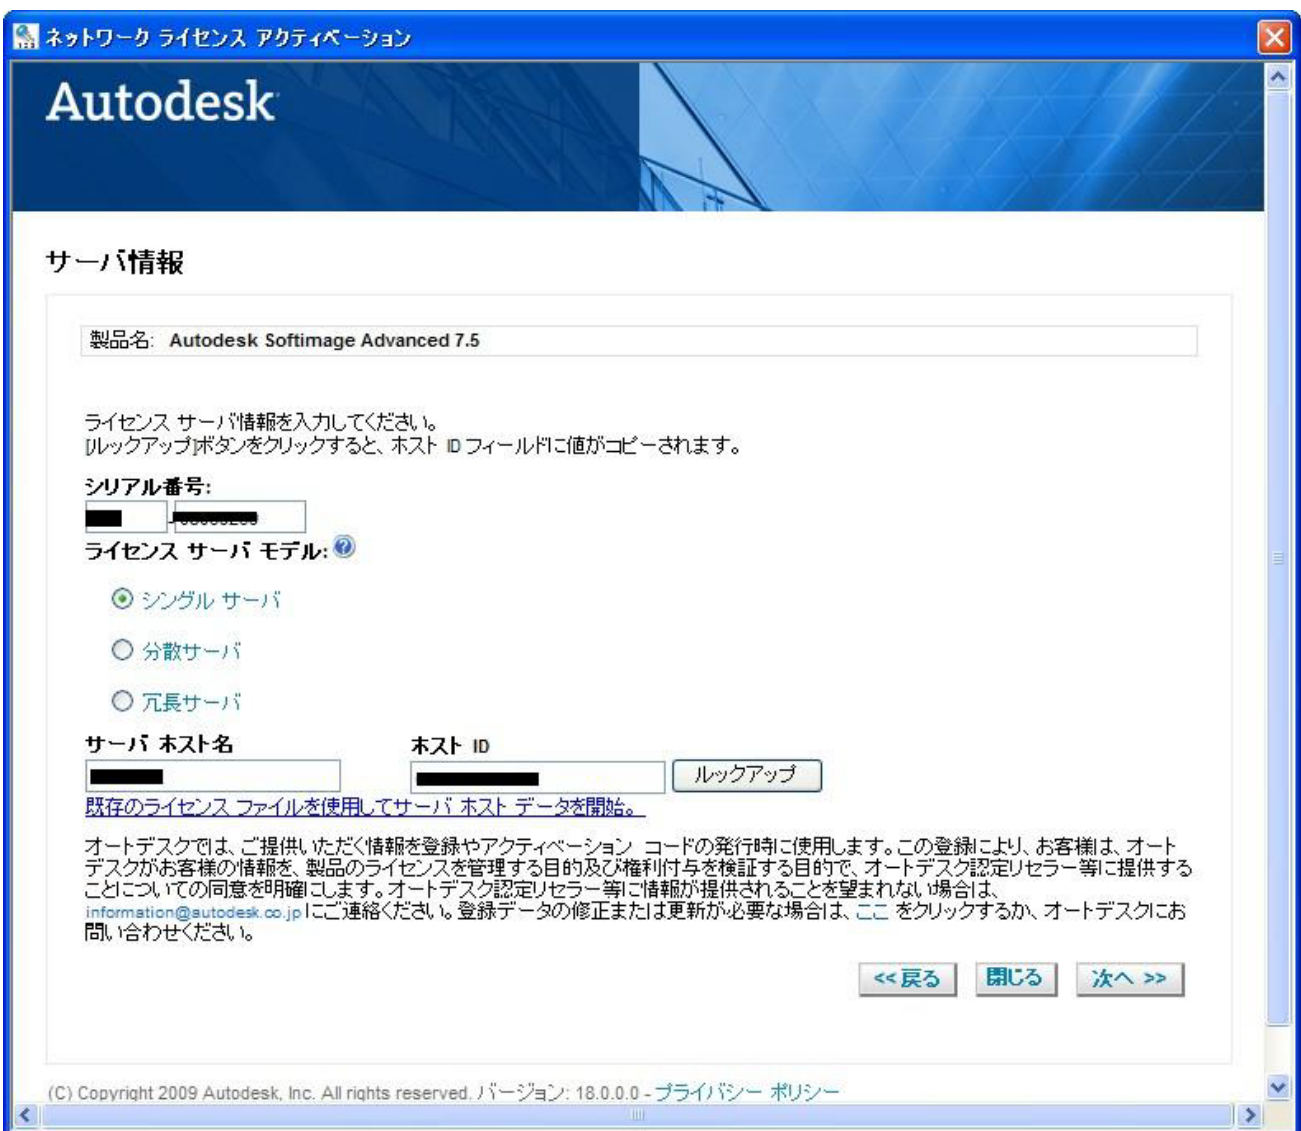 ネットワーク ライセンス アクティベーション
Autodesk
サーバ情報
製品名: Autodesk Softimage Advanced 7.5
ライセンス サーバ情報を入力してください。
[ルックアップ]ボタンをクリックすると、ホスト ID フィールドに値がコピーされます。
シリアル番号:
-
ライセンス サーバ モデル:
シングル サーバ
分散サーバ
冗長サーバ
サーバ ホスト名 ホスト ID
ルックアップ
既存のライセンス ファイルを使用してサーバ ホスト データを開始。
オートデスクでは、ご提供いただく情報を登録やアクティベーション コードの発行時に使用します。この登録により、お客様は、オート
デスクがお客様の情報を、製品のライセンスを管理する目的及び権利付与を検証する目的で、オートデスク認定リセラー等に提供する
ことについての同意を明確にします。オートデスク認定リセラー等に情報が提供されることを望まれない場合は、
information@autodesk.co.jp にご連絡ください。登録データの修正または更新が必要な場合は、ここ をクリックするか、オートデスクにお
問い合わせください。
<<戻る 閉じる 次へ >>
(C) Copyright 2009 Autodesk, Inc. All rights reserved. バージョン: 18.0.0.0 - プライバシー ポリシー